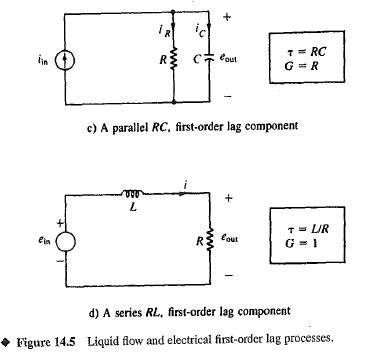 +
i_R
i_C
i_in
R
C
e_out
τ = RC
G = R
−
c) A parallel RC, first-order lag component
i
L
+
+
e_in
R
e_out
τ = L/R
G = 1
−
−
d) A series RL, first-order lag component
◆ Figure 14.5 Liquid flow and electrical first-order lag processes.